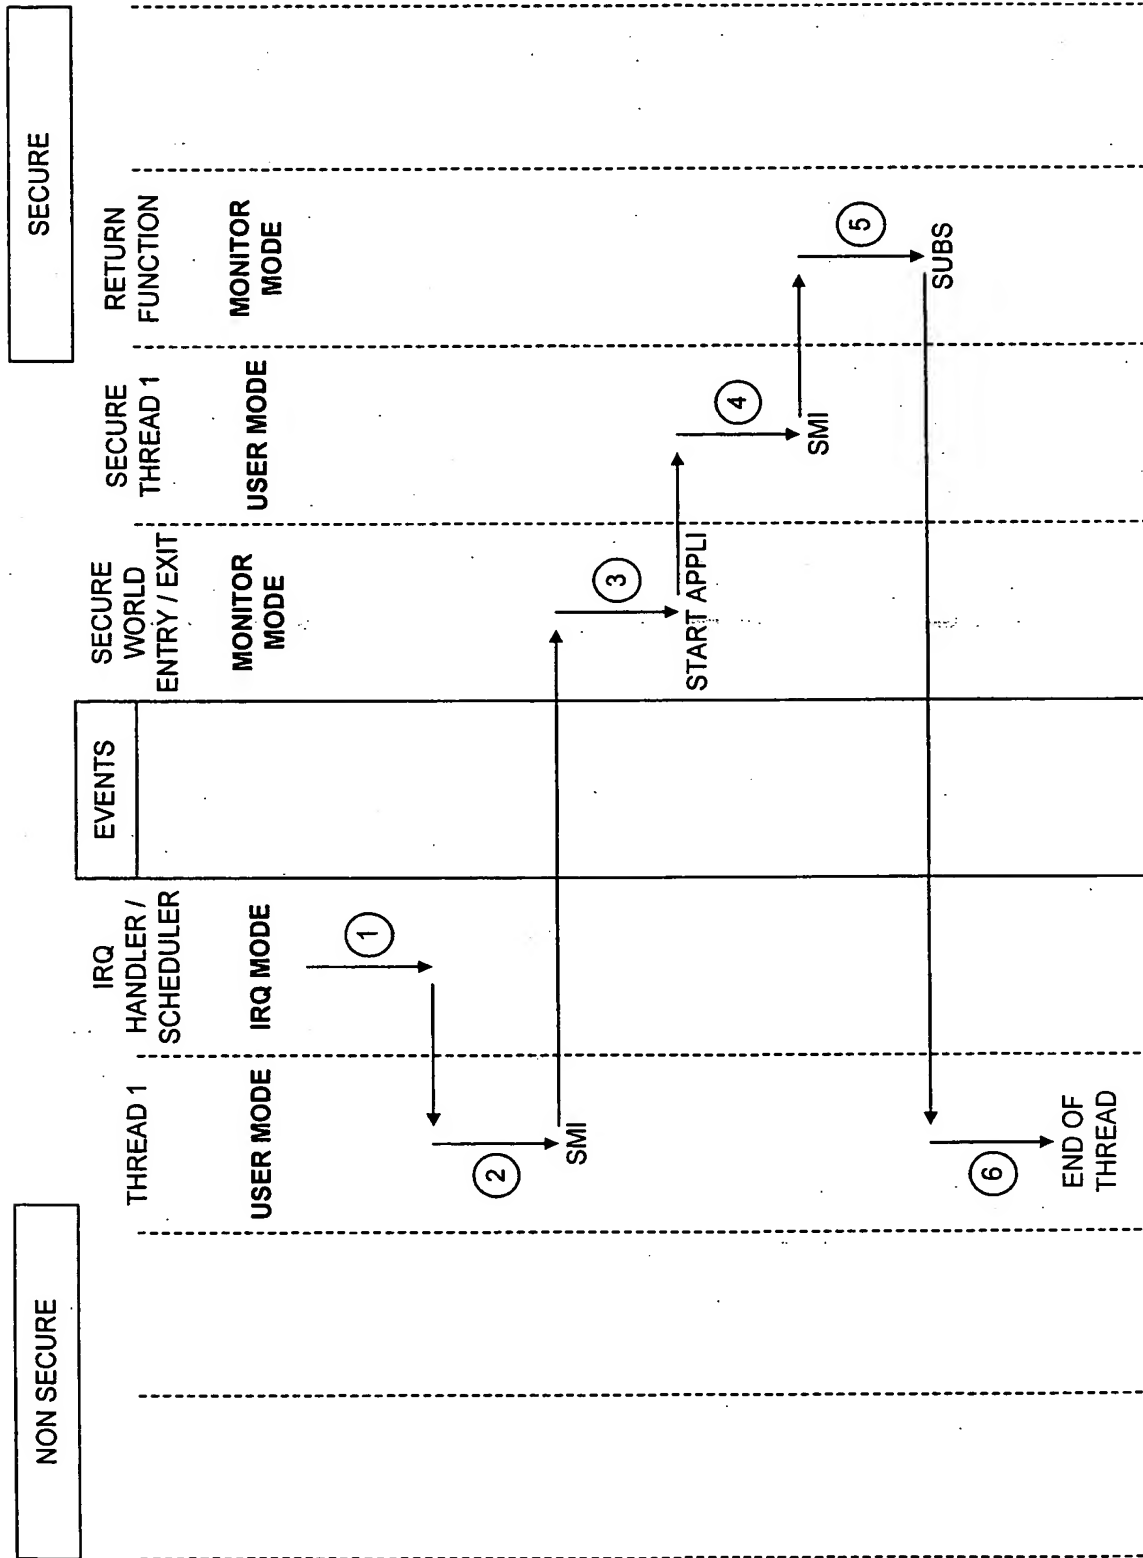 NON SECURE
SECURE
EVENTS
THREAD 1
IRQ
HANDLER /
SCHEDULER
SECURE
WORLD
ENTRY / EXIT
SECURE
THREAD 1
RETURN
FUNCTION
USER MODE
IRQ MODE
MONITOR
MODE
USER MODE
MONITOR
MODE
1
2
SMI
3
START APPLI
4
SMI
5
SUBS
6
END OF
THREAD